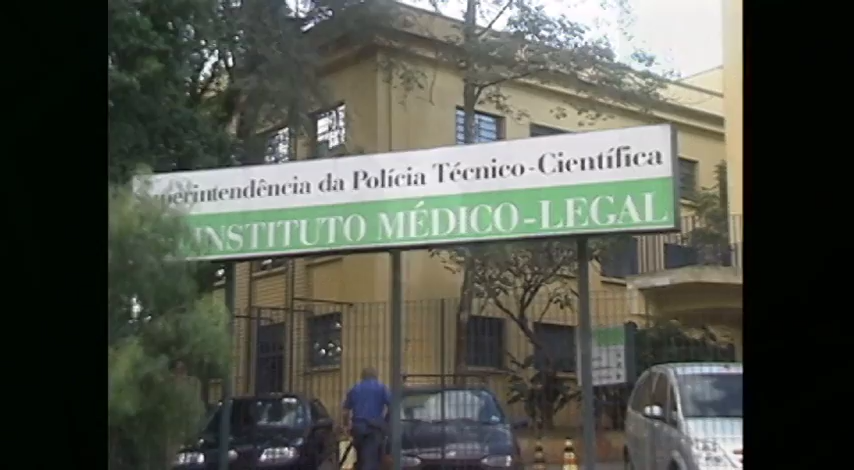 Superintendência da Polícia Técnico-Científica
INSTITUTO MÉDICO-LEGAL